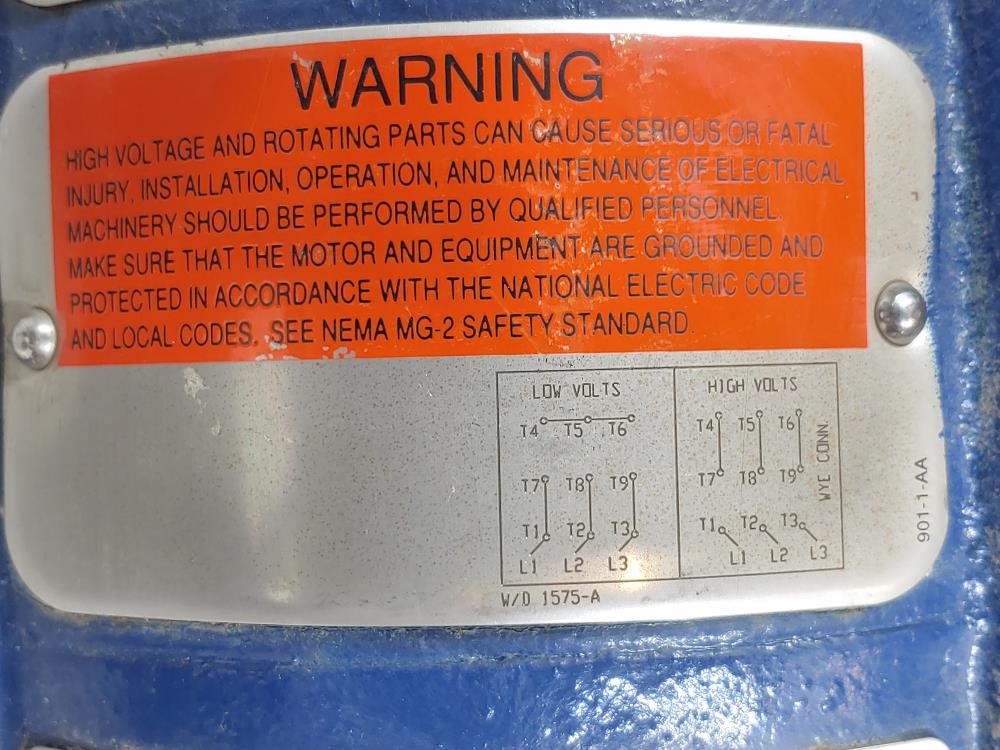 WARNING
HIGH VOLTAGE AND ROTATING PARTS CAN CAUSE SERIOUS OR FATAL
INJURY. INSTALLATION, OPERATION, AND MAINTENANCE OF ELECTRICAL
MACHINERY SHOULD BE PERFORMED BY QUALIFIED PERSONNEL.
MAKE SURE THAT THE MOTOR AND EQUIPMENT ARE GROUNDED AND
PROTECTED IN ACCORDANCE WITH THE NATIONAL ELECTRIC CODE
AND LOCAL CODES. SEE NEMA MG-2 SAFETY STANDARD.
LOW VOLTS
T4 T5 T6
T7 T8 T9
T1 T2 T3
L1 L2 L3
HIGH VOLTS
T4 T5 T6
T7 T8 T9
T1 T2 T3
L1 L2 L3
WYE CONN.
W/D 1575-A
901-1-AA